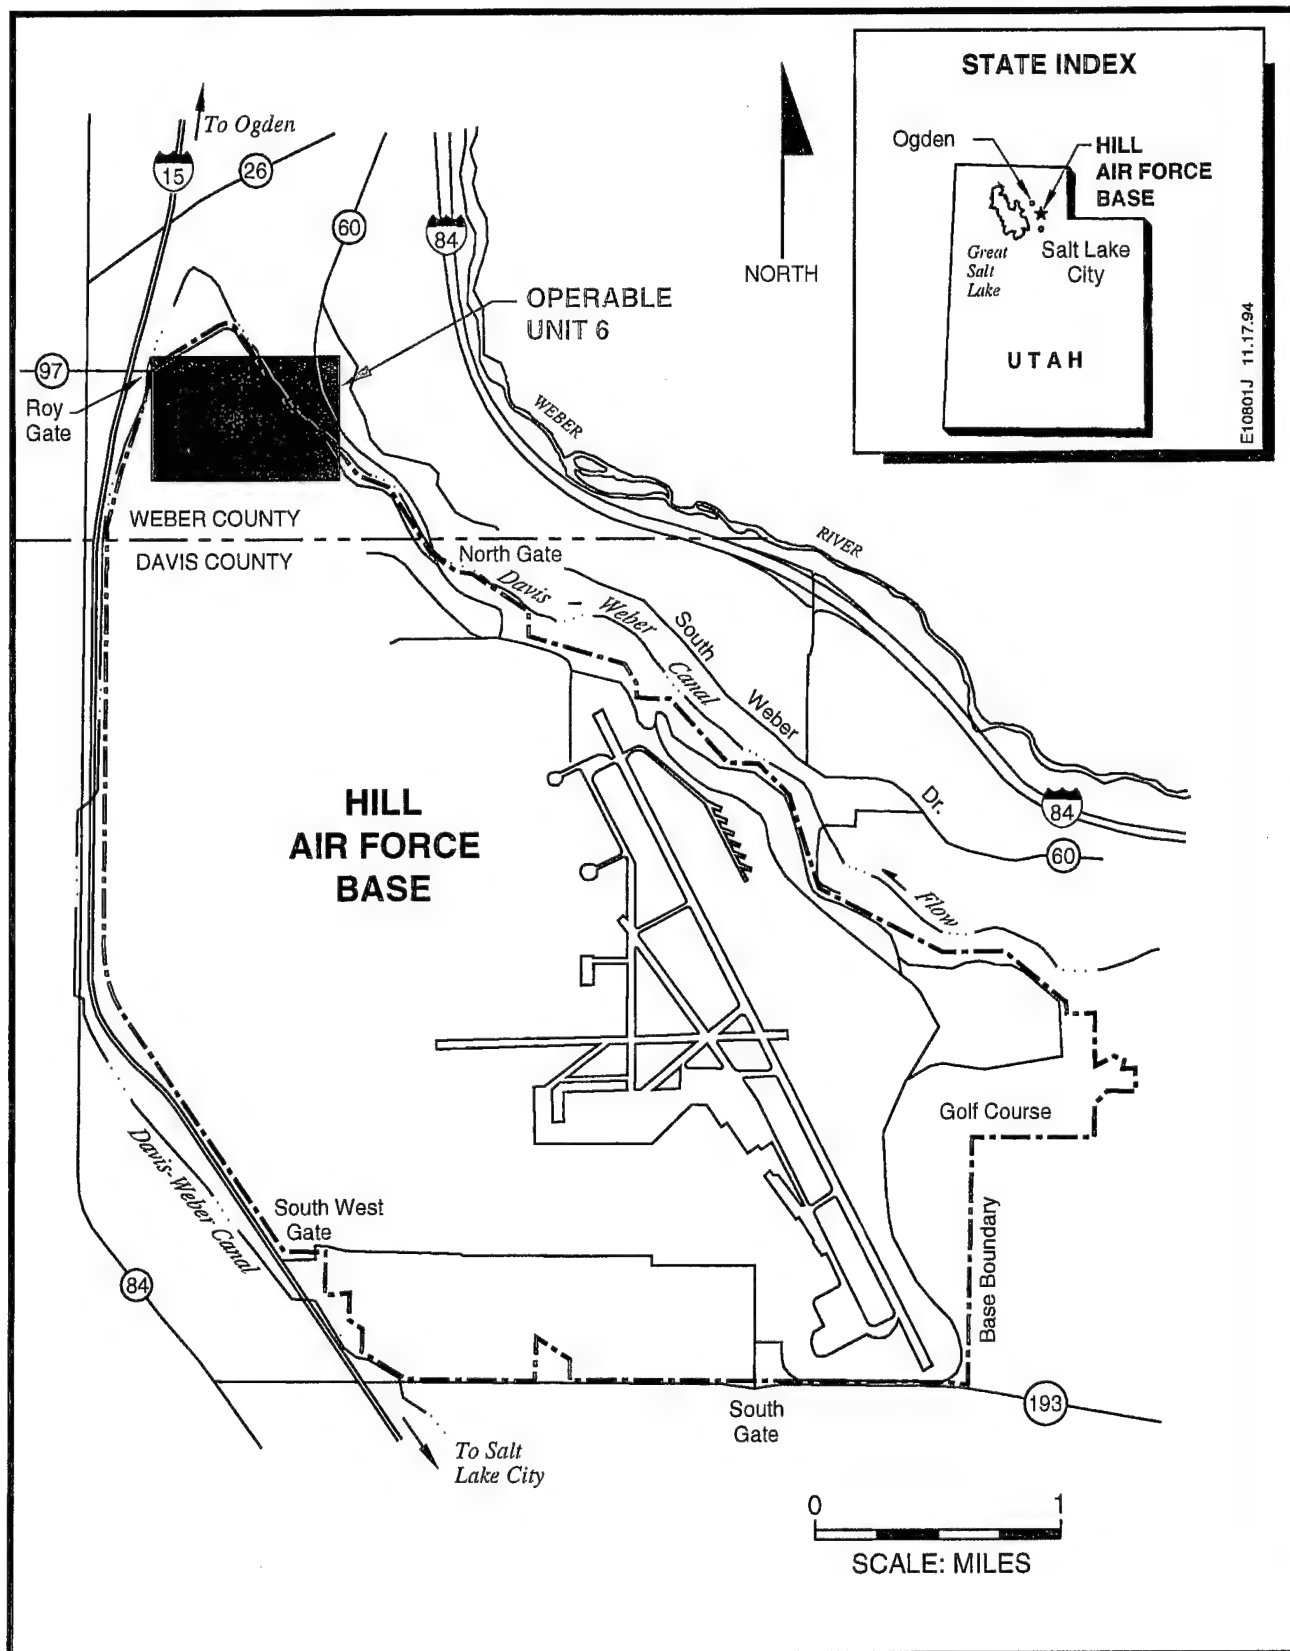 STATE INDEX
Ogden
HILL
AIR FORCE
BASE
Great
Salt
Lake
Salt Lake
City
UTAH
E10801J 11.17.94
To Ogden
15
26
60
84
NORTH
OPERABLE
UNIT 6
97
Roy
Gate
WEBER
RIVER
WEBER COUNTY
DAVIS COUNTY
North Gate
Davis - Weber Canal
South Weber Dr.
HILL
AIR FORCE
BASE
84
60
Flow
Golf Course
Base Boundary
Davis-Weber Canal
South West
Gate
84
193
South
Gate
To Salt
Lake City
0 1
SCALE: MILES